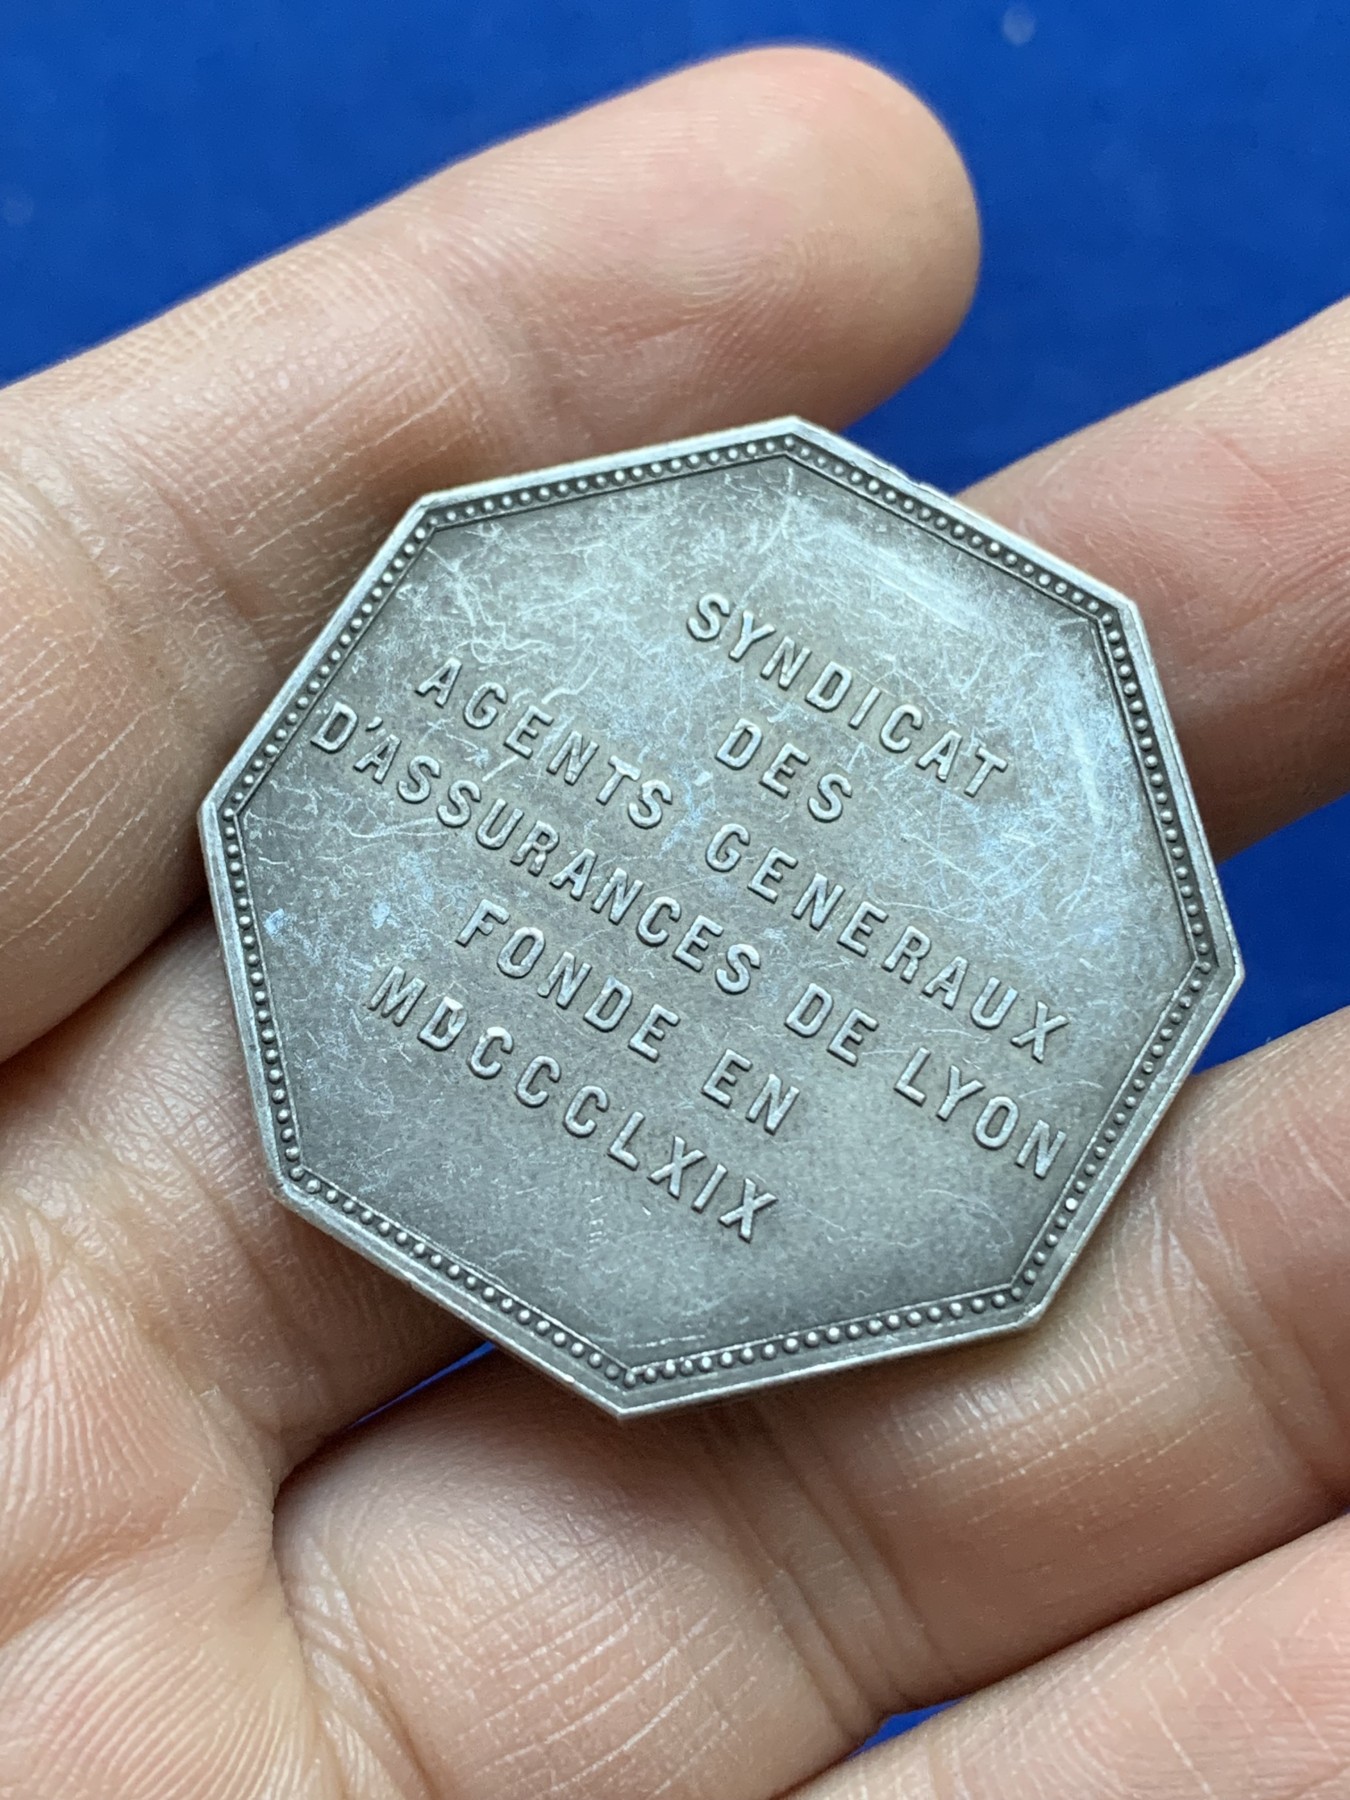 SYNDICAT
DES
AGENTS GENERAUX
D'ASSURANCES DE LYON
FONDE EN
MDCCCLXIX